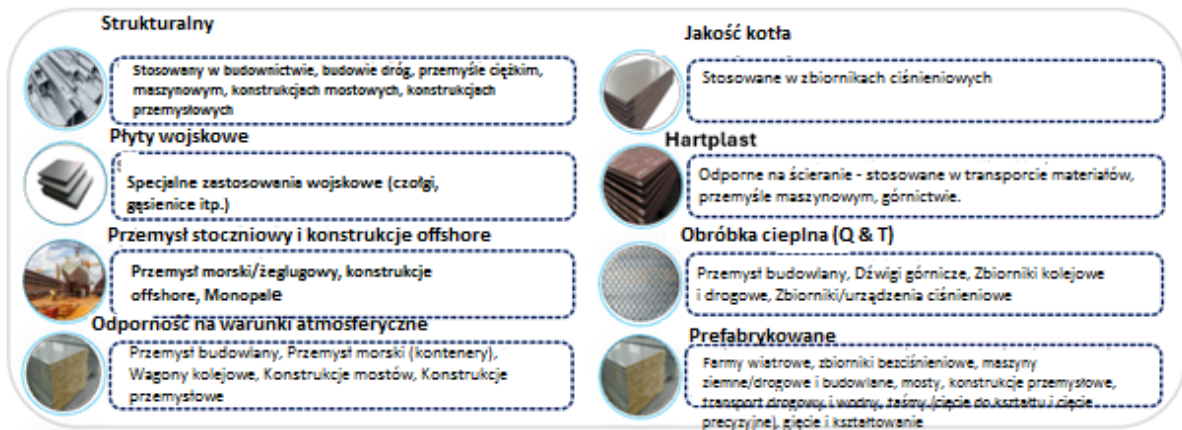 Strukturalny
Stosowany w budownictwie, budowie dróg, przemyśle ciężkim,
maszynowym, konstrukcjach mostowych, konstrukcjach
przemysłowych
Płyty wojskowe
Specjalne zastosowania wojskowe (czołgi,
gąsienice itp.)
Przemysł stoczniowy i konstrukcje offshore
Przemysł morski/żeglugowy, konstrukcje
offshore, Monopale
Odporność na warunki atmosferyczne
Przemysł budowlany, Przemysł morski (kontenery),
Wagony kolejowe, Konstrukcje mostów, Konstrukcje
przemysłowe
Jakość kotła
Stosowane w zbiornikach ciśnieniowych
Hartplast
Odporne na ścieranie - stosowane w transporcie materiałów,
przemyśle maszynowym, górnictwie.
Obróbka cieplna (Q & T)
Przemysł budowlany, Dźwigi górnicze, Zbiorniki kolejowe
i drogowe, Zbiorniki/urządzenia ciśnieniowe
Prefabrykowane
Farmy wiatrowe, zbiorniki bezciśnieniowe, maszyny
ziemne/drogowe i budowlane, mosty, konstrukcje przemysłowe,
transport drogowy i wodny, taśmy (cięcie do kształtu i cięcie
precyzyjne), gięcie i kształtowanie